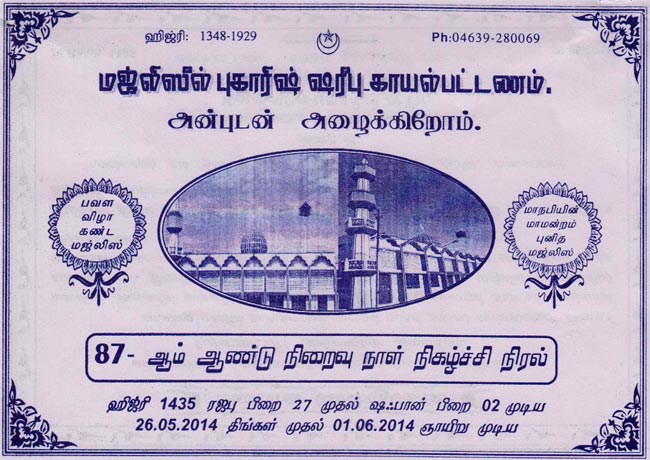 ஹிஜ்ரி: 1348-1929
Ph:04639-280069
மஜ்லிஸுல் புகாரிஷ் ஷரீபு-காயல்பட்டணம்.
அன்புடன் அழைக்கிறோம்.
பவள
விழா
கண்ட
மஜ்லிஸ்
மாநபியின்
மாமன்றம்
புனித
மஜ்லிஸ்
87- ஆம் ஆண்டு நிறைவு நாள் நிகழ்ச்சி நிரல்
ஹிஜ்ரி 1435 ரஜபு பிறை 27 முதல் ஷஃபான் பிறை 02 முடிய
26.05.2014 திங்கள் முதல் 01.06.2014 ஞாயிறு முடிய